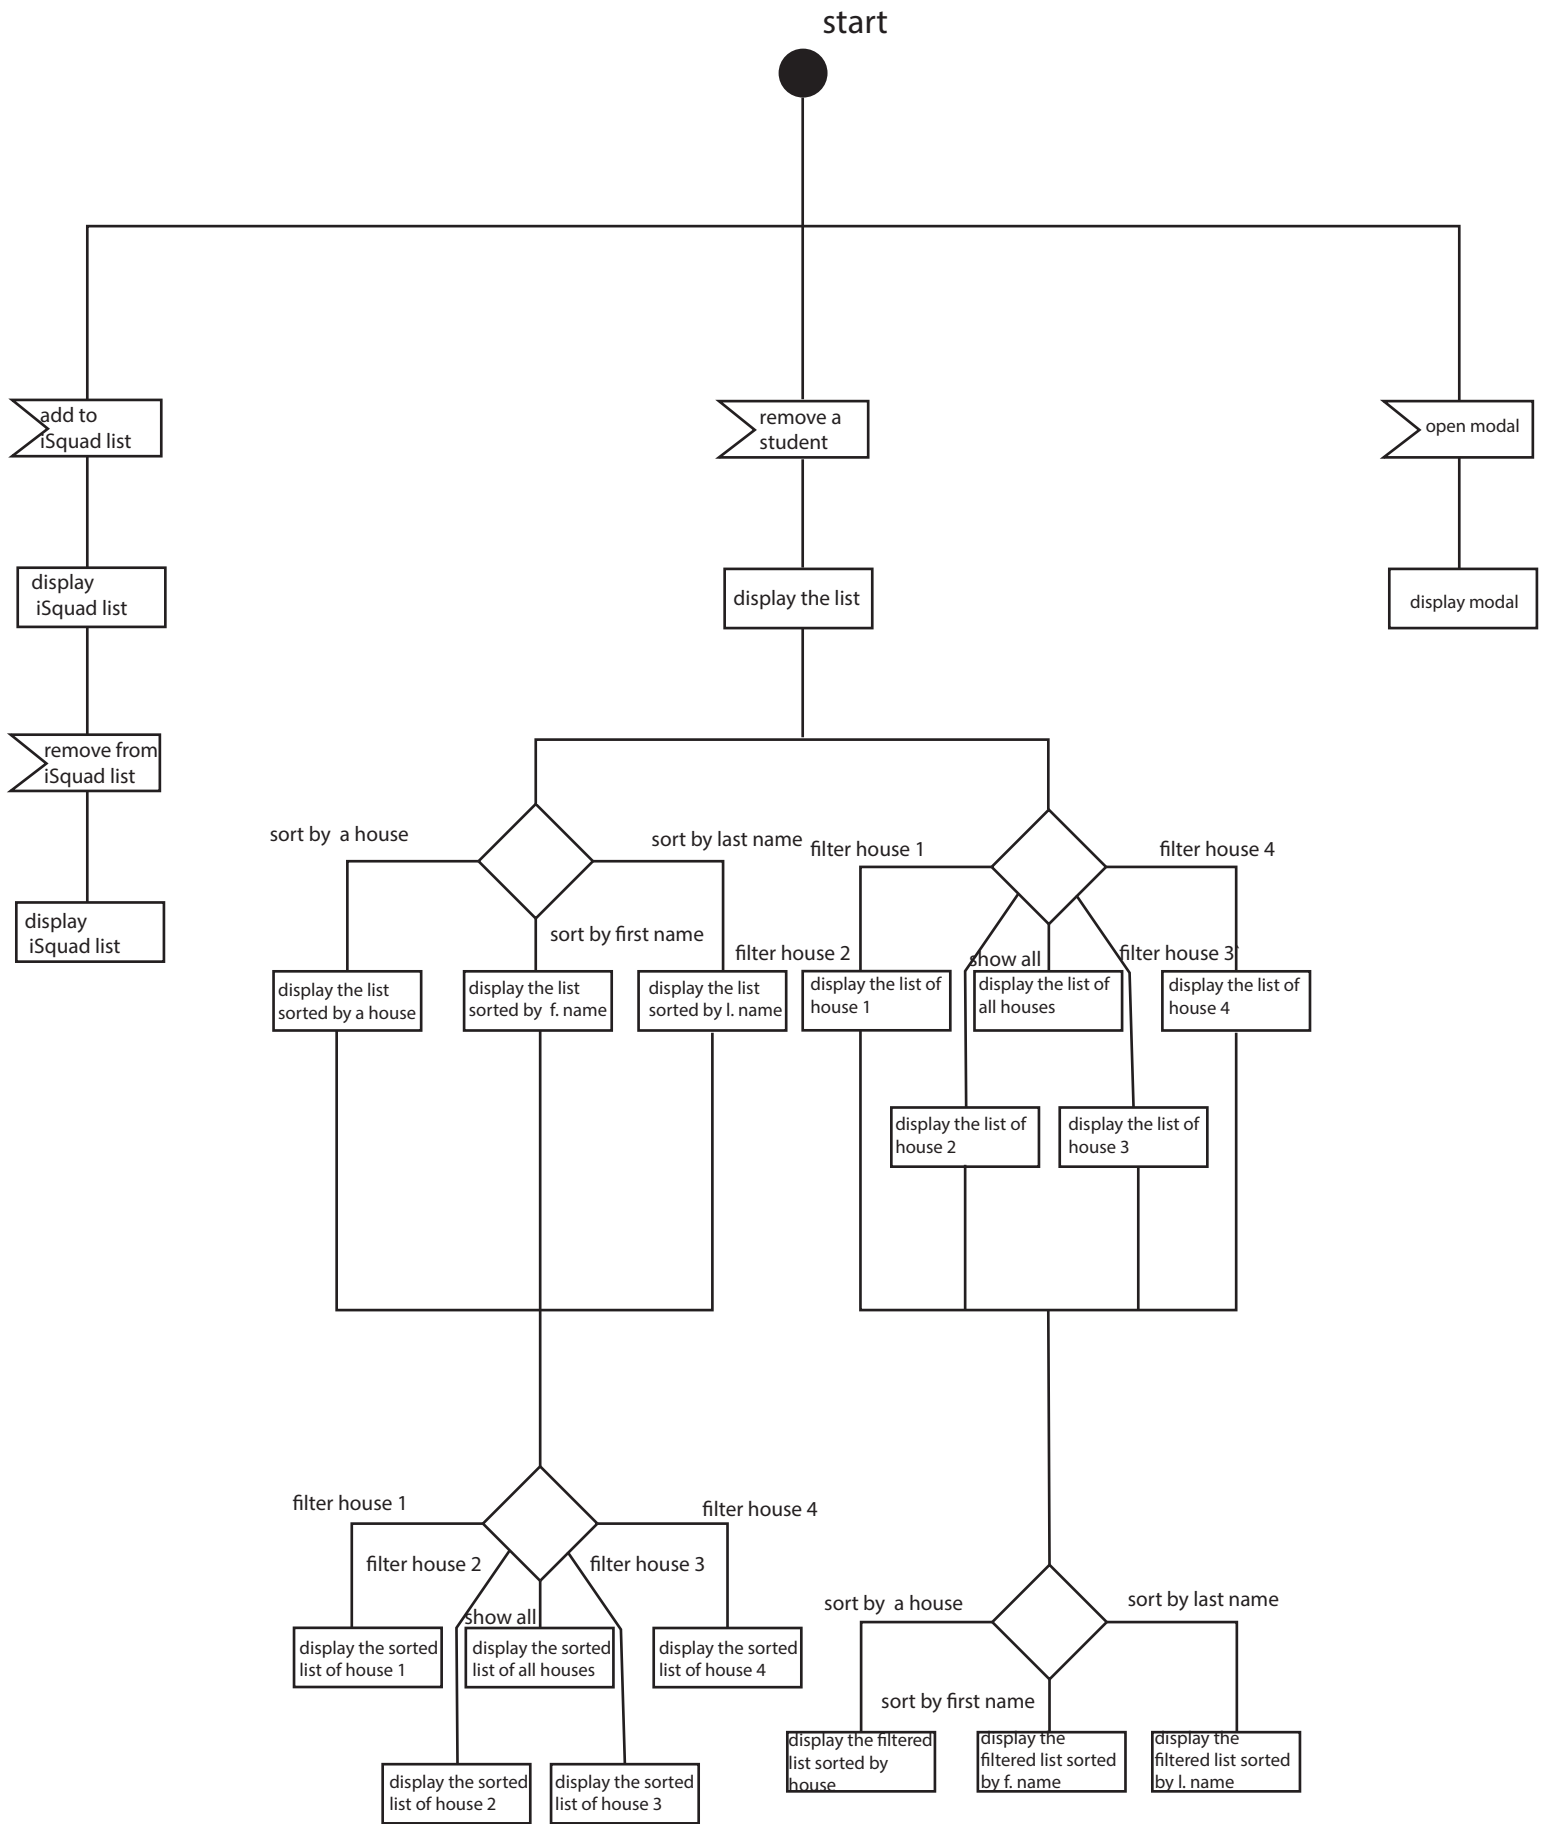 start
add to
iSquad list
remove a
student
open modal
display
iSquad list
display the list
display modal
remove from
iSquad list
display
iSquad list
sort by  a house
sort by last name
sort by first name
filter house 1
filter house 4
filter house 2
show all
filter house 3`
display the list
sorted by a house
display the list
sorted by  f. name
display the list
sorted by l. name
display the list of
house 1
display the list of
all houses
display the list of
house 4
display the list of
house 2
display the list of
house 3
filter house 1
filter house 4
filter house 2
filter house 3
show all
display the sorted
list of house 1
display the sorted
list of all houses
display the sorted
list of house 4
display the sorted
list of house 2
display the sorted
list of house 3
sort by  a house
sort by last name
sort by first name
display the filtered
list sorted by
house
display the
filtered list sorted
by f. name
display the
filtered list sorted
by l. name